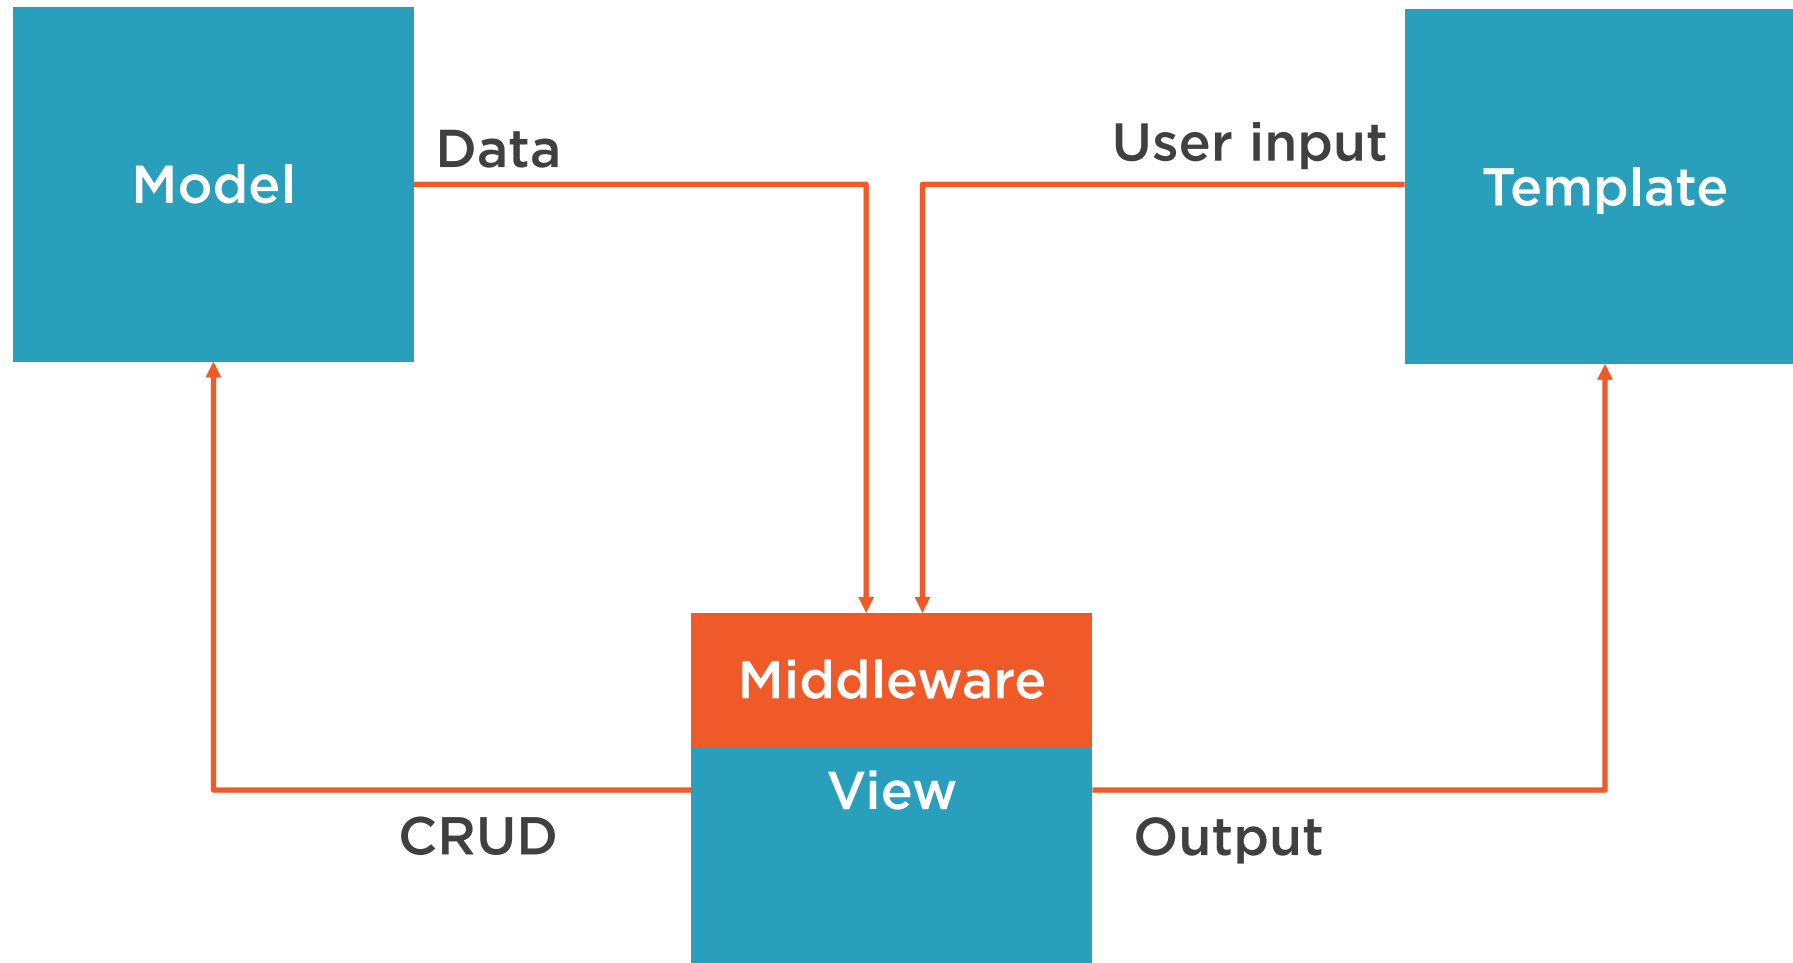 Model
Data
User input
Template
Middleware
View
CRUD
Output